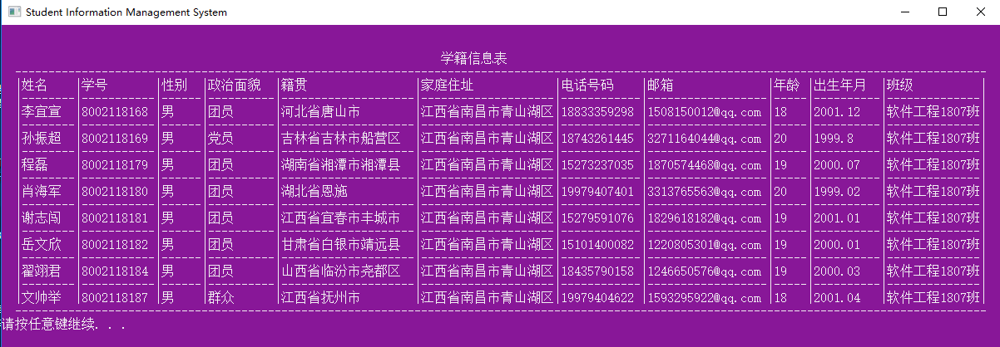 Student Information Management System
学籍信息表
姓名 学号 性别 政治面貌 籍贯 家庭住址 电话号码 邮箱 年龄 出生年月 班级
李宜宣 8002118168 男 团员 河北省唐山市 江西省南昌市青山湖区 18833359298 1508150012@qq.com 18 2001.12 软件工程1807班
孙振超 8002118169 男 党员 吉林省吉林市船营区 江西省南昌市青山湖区 18743261445 3271164044@qq.com 20 1999.8 软件工程1807班
程磊 8002118179 男 团员 湖南省湘潭市湘潭县 江西省南昌市青山湖区 15273237035 1870574468@qq.com 19 2000.07 软件工程1807班
肖海军 8002118180 男 团员 湖北省恩施 江西省南昌市青山湖区 19979407401 3313765563@qq.com 20 1999.02 软件工程1807班
谢志闯 8002118181 男 团员 江西省宜春市丰城市 江西省南昌市青山湖区 15279591076 1829618182@qq.com 19 2001.01 软件工程1807班
岳文欣 8002118182 男 团员 甘肃省白银市靖远县 江西省南昌市青山湖区 15101400082 1220805301@qq.com 19 2000.01 软件工程1807班
翟翊君 8002118184 男 团员 山西省临汾市尧都区 江西省南昌市青山湖区 18435790158 1246650576@qq.com 19 2000.03 软件工程1807班
文帅举 8002118187 男 群众 江西省抚州市 江西省南昌市青山湖区 19979404622 1593295922@qq.com 18 2001.04 软件工程1807班
请按任意键继续. . .